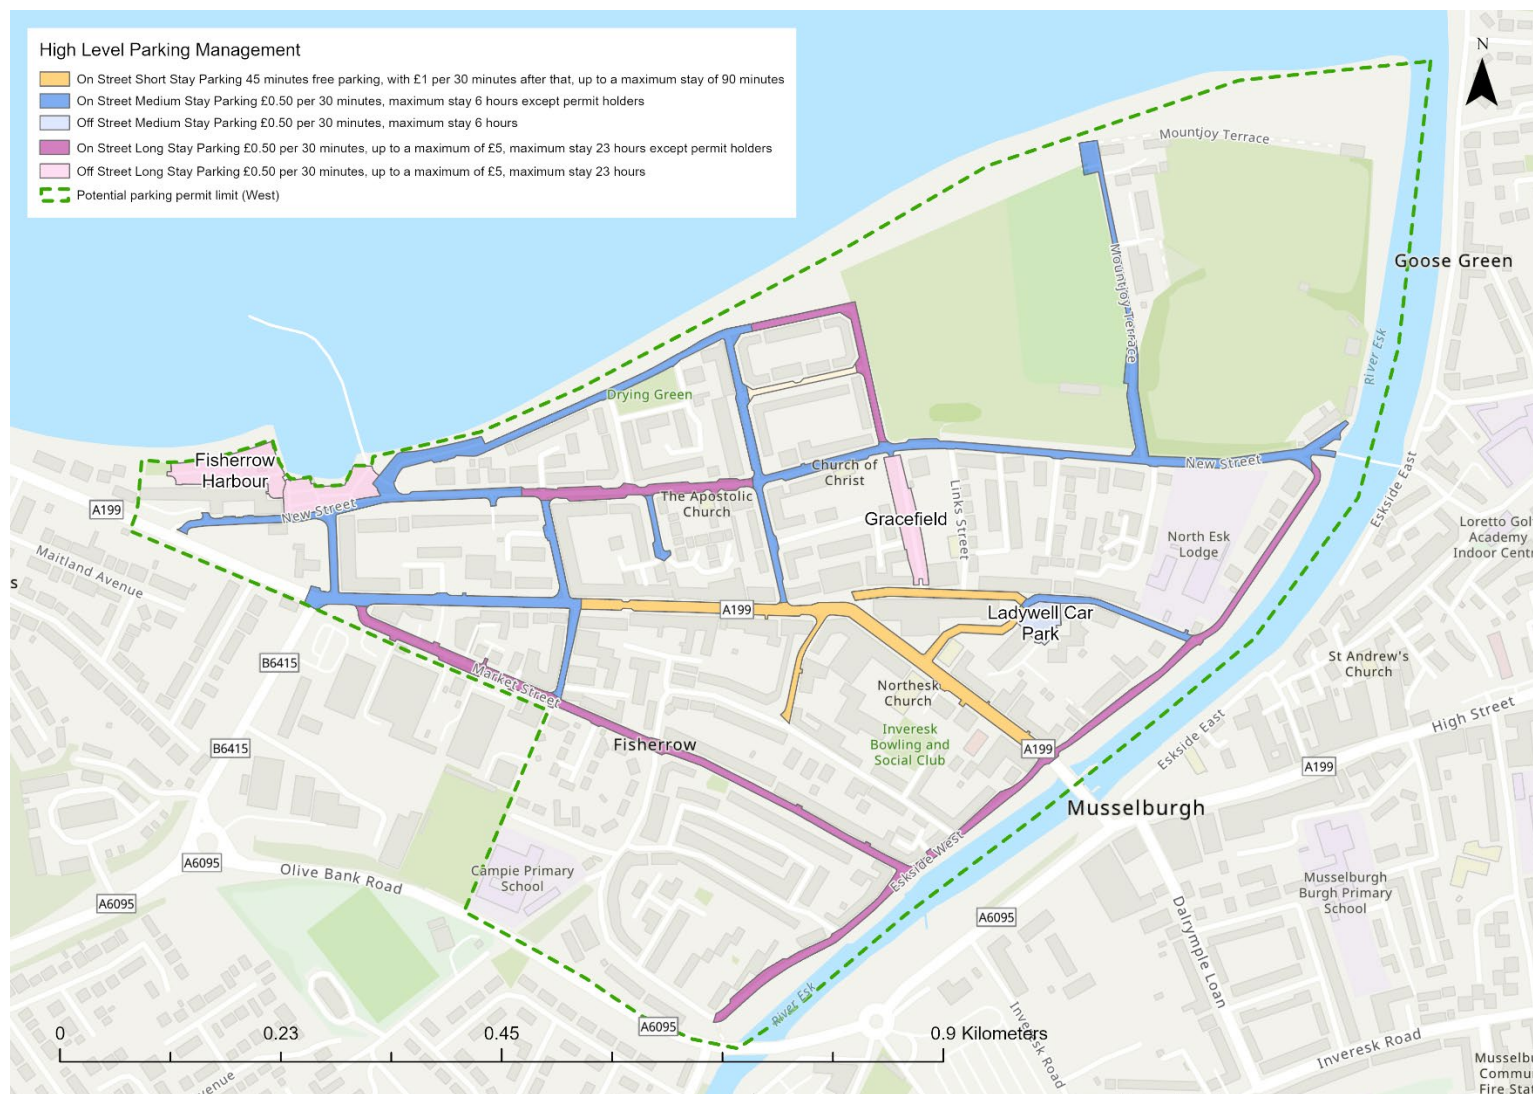 High Level Parking Management
On Street Short Stay Parking 45 minutes free parking, with £1 per 30 minutes after that, up to a maximum stay of 90 minutes
On Street Medium Stay Parking £0.50 per 30 minutes, maximum stay 6 hours except permit holders
Off Street Medium Stay Parking £0.50 per 30 minutes, maximum stay 6 hours
On Street Long Stay Parking £0.50 per 30 minutes, up to a maximum of £5, maximum stay 23 hours except permit holders
Off Street Long Stay Parking £0.50 per 30 minutes, up to a maximum of £5, maximum stay 23 hours
Potential parking permit limit (West)
N
Mountjoy Terrace
Goose Green
Mountjoy Terrace
River Esk
Drying Green
Fisherrow
Harbour
Church of
Christ
New Street
Eskside East
A199
New Street
The Apostolic
Church
Links Street
Gracefield
North Esk
Lodge
Loretto Gol
Academy
Indoor Cent
Maitland Avenue
s
A199
Ladywell Car
Park
B6415
St Andrew's
Church
Market Street
Northesk
Church
High Street
Inveresk
Bowling and
Social Club
Fisherrow
B6415
A199
Eskside East
A199
Musselburgh
Eskside West
A6095
Olive Bank Road
Campie Primary
School
Musselburgh
Burgh Primary
School
A6095
A6095
Dalrymple Loan
River Esk
Inveresk Road
A6095
0
0.23
0.45
0.9 Kilometers
Inveresk Road
Musselbu
Commu
Fire Stat
venue